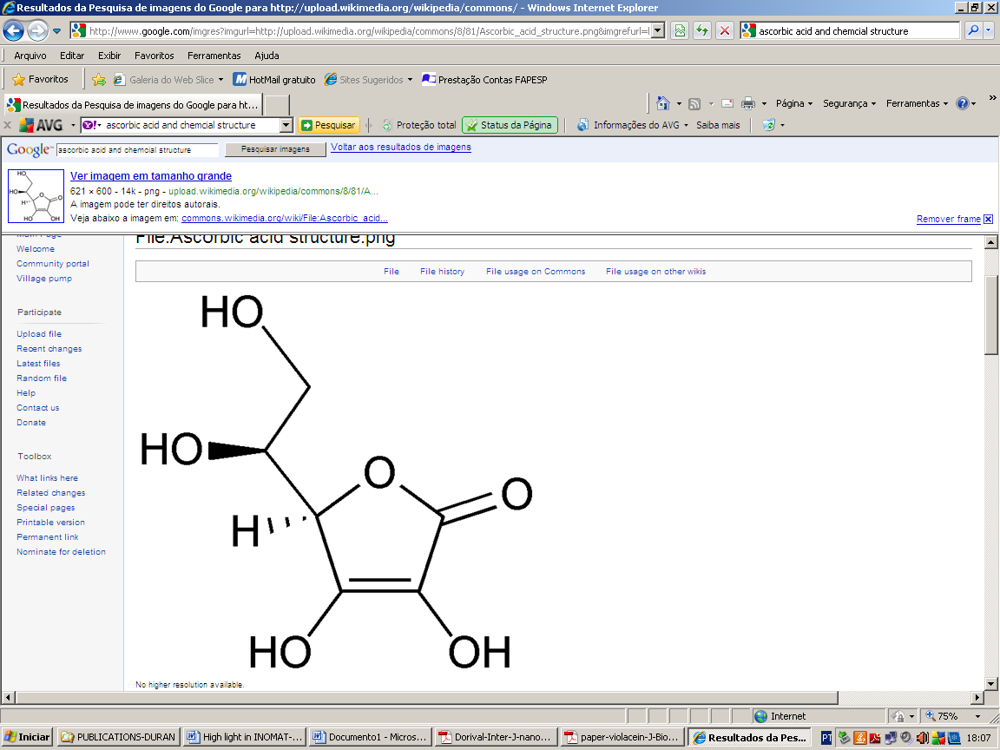 Resultados da Pesquisa de imagens do Google para http://upload.wikimedia.org/wikipedia/commons/ - Windows Internet Explorer
http://www.google.com/imgres?imgurl=http://upload.wikimedia.org/wikipedia/commons/8/81/Ascorbic_acid_structure.png&imgrefurl=l
ascorbic acid and chemcial structure
Arquivo Editar Exibir Favoritos Ferramentas Ajuda
Favoritos Galeria do Web Slice HotMail gratuito Sites Sugeridos Prestação Contas FAPESP
Resultados da Pesquisa de imagens do Google para ht... Página Segurança Ferramentas »
AVG Y! ascorbic acid and chemcial structure Pesquisar Proteção total Status da Página Informações do AVG Saiba mais
Google™ ascorbic acid and chemcial structure Pesquisar imagens Voltar aos resultados de imagens
Ver imagem em tamanho grande
621 × 600 - 14k - png - upload.wikimedia.org/wikipedia/commons/8/81/A...
A imagem pode ter direitos autorais.
Veja abaixo a imagem em: commons.wikimedia.org/wiki/File:Ascorbic_acid...
Remover frame
Main Page
Welcome
Community portal
Village pump
Participate
Upload file
Recent changes
Latest files
Random file
Help
Contact us
Donate
Toolbox
What links here
Related changes
Special pages
Printable version
Permanent link
Nominate for deletion
File:Ascorbic acid structure.png
File File history File usage on Commons File usage on other wikis
HO
HO
O
O
H
HO
OH
No higher resolution available.
Internet 75%
Iniciar PUBLICATIONS-DURAN High light in INOMAT-... Documento1 - Micros... Dorival-Inter-J-nano... paper-violacein-J-Bio... Resultados da Pes... PT 18:07